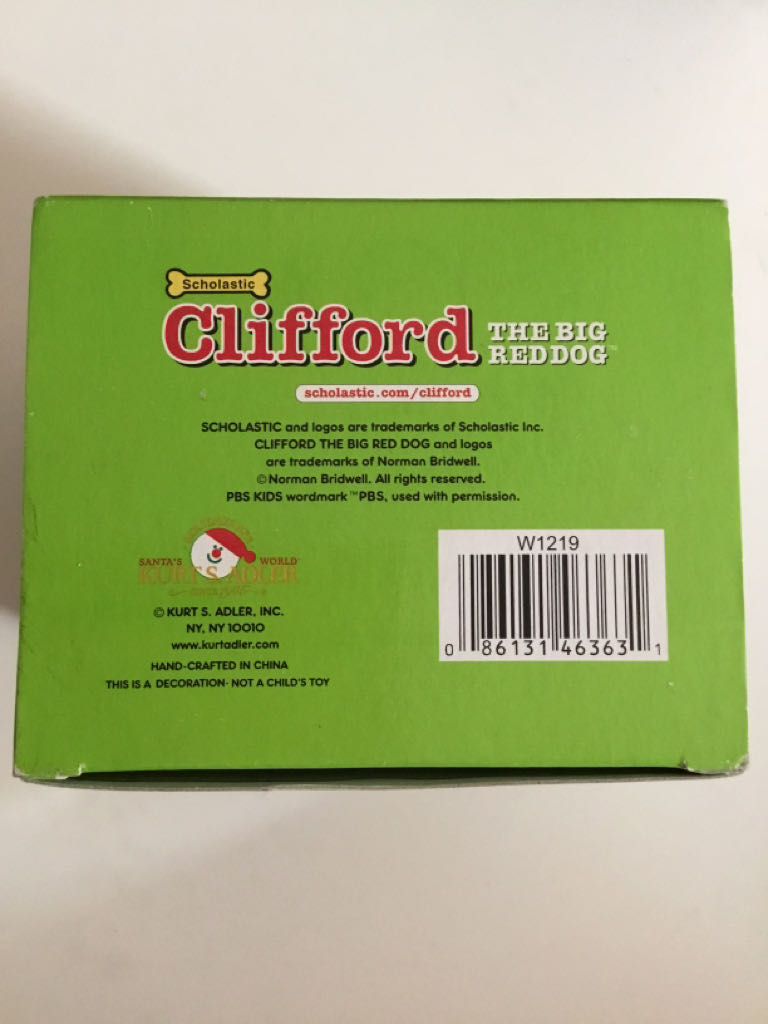 Scholastic
Clifford THE BIG
RED DOG™
scholastic.com/clifford
SCHOLASTIC and logos are trademarks of Scholastic Inc.
CLIFFORD THE BIG RED DOG and logos
are trademarks of Norman Bridwell.
© Norman Bridwell. All rights reserved.
PBS KIDS wordmark ™PBS, used with permission.
SANTA'S WORLD
KURT S. ADLER
© KURT S. ADLER, INC.
NY, NY 10010
www.kurtadler.com
HAND-CRAFTED IN CHINA
THIS IS A DECORATION- NOT A CHILD'S TOY
W1219
0 86131 46363 1